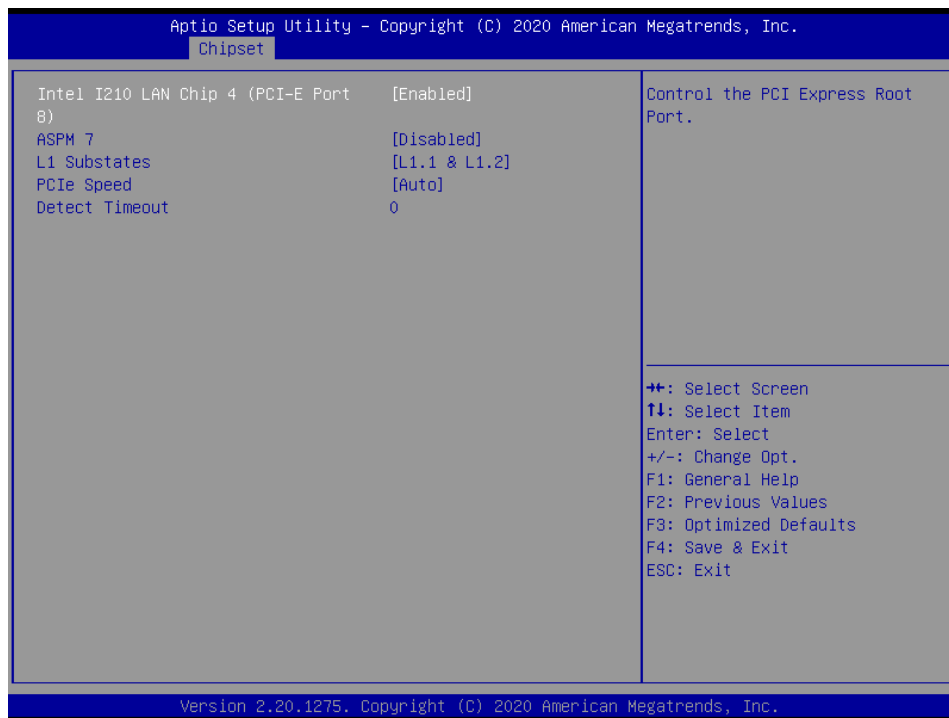 Aptio Setup Utility – Copyright (C) 2020 American Megatrends, Inc.
Chipset
Intel I210 LAN Chip 4 (PCI-E Port 8) [Enabled]
ASPM 7 [Disabled]
L1 Substates [L1.1 & L1.2]
PCIe Speed [Auto]
Detect Timeout 0
Control the PCI Express Root
Port.
→←: Select Screen
↑↓: Select Item
Enter: Select
+/-: Change Opt.
F1: General Help
F2: Previous Values
F3: Optimized Defaults
F4: Save & Exit
ESC: Exit
Version 2.20.1275. Copyright (C) 2020 American Megatrends, Inc.